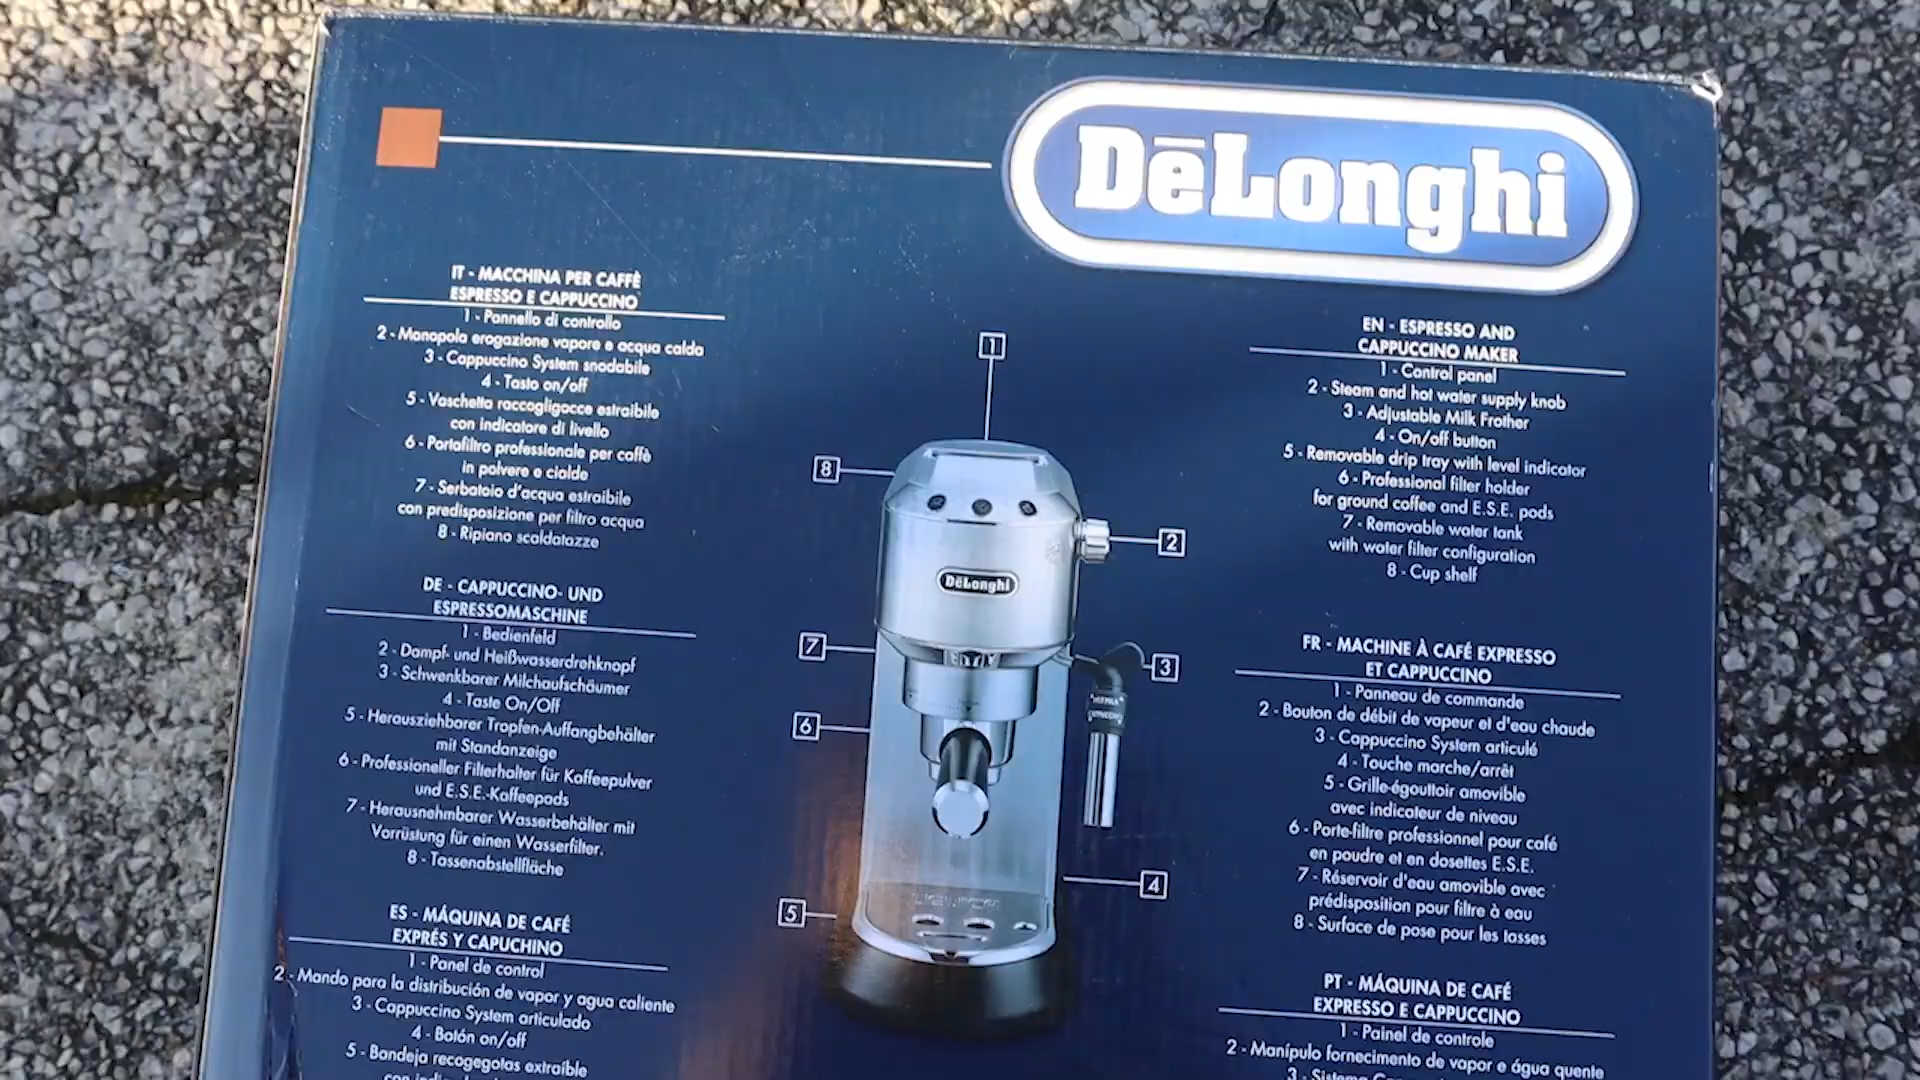 DēLonghi
IT - MACCHINA PER CAFFÈ
ESPRESSO E CAPPUCCINO
1 - Pannello di controllo
2 - Manopola erogazione vapore e acqua calda
3 - Cappuccino System snodabile
4 - Tasto on/off
5 - Vaschetta raccogligocce estraibile
con indicatore di livello
6 - Portafiltro professionale per caffè
in polvere e cialde
7 - Serbatoio d'acqua estraibile
con predisposizione per filtro acqua
8 - Ripiano scaldatazze
DE - CAPPUCCINO- UND
ESPRESSOMASCHINE
1 - Bedienfeld
2 - Dampf- und Heißwasserdrehknopf
3 - Schwenkbarer Milchaufschäumer
4 - Taste On/Off
5 - Herausziehbarer Tropfen-Auffangbehälter
mit Standanzeige
6 - Professioneller Filterhalter für Kaffeepulver
und E.S.E.-Kaffeepads
7 - Herausnehmbarer Wasserbehälter mit
Vorrüstung für einen Wasserfilter.
8 - Tassenabstellfläche
ES - MÁQUINA DE CAFÉ
EXPRÉS Y CAPUCHINO
1 - Panel de control
2 - Mando para la distribución de vapor y agua caliente
3 - Cappuccino System articulado
4 - Botón on/off
5 - Bandeja recogegotas extraíble
con
1
8
2
DēLonghi
7
3
6
4
5
EN - ESPRESSO AND
CAPPUCCINO MAKER
1 - Control panel
2 - Steam and hot water supply knob
3 - Adjustable Milk Frother
4 - On/off button
5 - Removable drip tray with level indicator
6 - Professional filter holder
for ground coffee and E.S.E. pods
7 - Removable water tank
with water filter configuration
8 - Cup shelf
FR - MACHINE À CAFÉ EXPRESSO
ET CAPPUCCINO
1 - Panneau de commande
2 - Bouton de débit de vapeur et d'eau chaude
3 - Cappuccino System articulé
4 - Touche marche/arrêt
5 - Grille-égouttoir amovible
avec indicateur de niveau
6 - Porte-filtre professionnel pour café
en poudre et en dosettes E.S.E.
7 - Réservoir d'eau amovible avec
prédisposition pour filtre à eau
8 - Surface de pose pour les tasses
PT - MÁQUINA DE CAFÉ
EXPRESSO E CAPPUCCINO
1 - Painel de controle
2 - Manípulo fornecimento de vapor e água quente
3 - Sistema